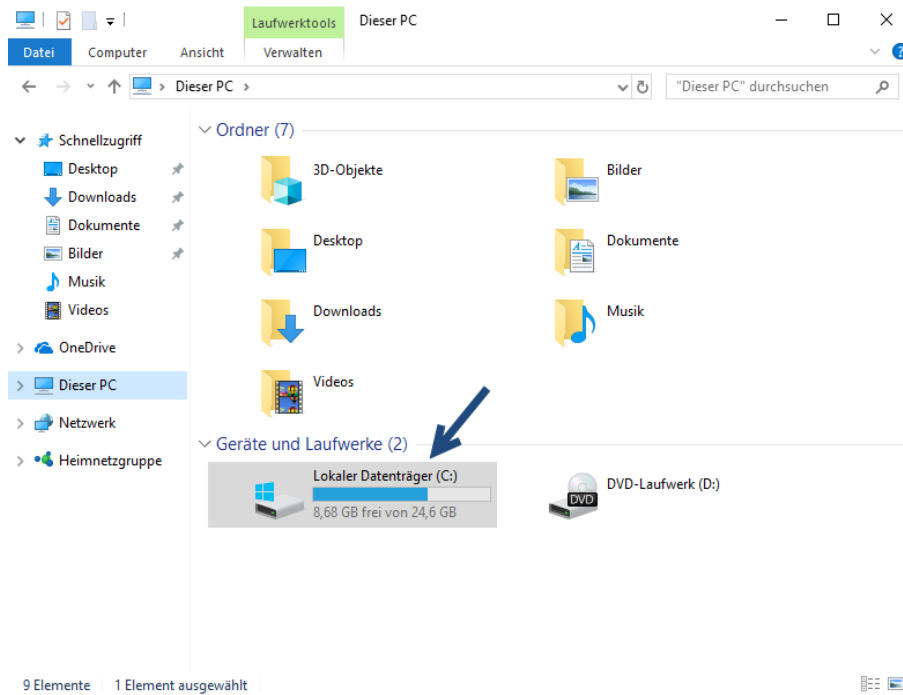 Laufwerktools Dieser PC
Datei Computer Ansicht Verwalten
Dieser PC "Dieser PC" durchsuchen
Schnellzugriff
Desktop
Downloads
Dokumente
Bilder
Musik
Videos
OneDrive
Dieser PC
Netzwerk
Heimnetzgruppe
Ordner (7)
3D-Objekte
Bilder
Desktop
Dokumente
Downloads
Musik
Videos
Geräte und Laufwerke (2)
Lokaler Datenträger (C:)
8,68 GB frei von 24,6 GB
DVD-Laufwerk (D:)
DVD
9 Elemente 1 Element ausgewählt